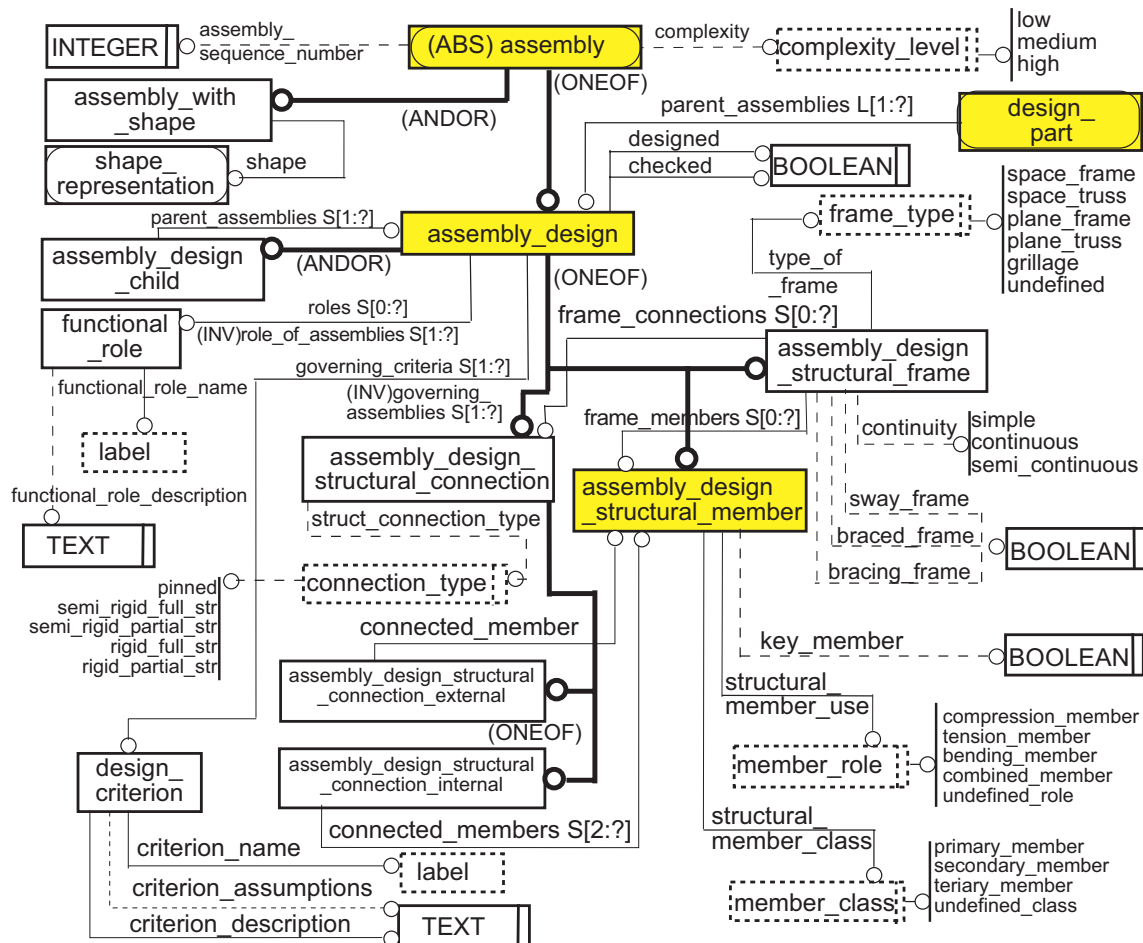 INTEGER
assembly_
sequence_number
(ABS) assembly
complexity
complexity_level
low
medium
high
(ONEOF)
assembly_with
_shape
(ANDOR)
parent_assemblies L[1:?]
design_
part
shape_
representation
shape
designed
checked
BOOLEAN
space_frame
space_truss
plane_frame
plane_truss
grillage
undefined
frame_type
parent_assemblies S[1:?]
assembly_design
assembly_design
_child
(ANDOR)
(ONEOF)
type_of
_frame
roles S[0:?]
(INV)role_of_assemblies S[1:?]
frame_connections S[0:?]
functional
_role
assembly_design
_structural_frame
governing_criteria S[1:?]
(INV)governing_
assemblies S[1:?]
functional_role_name
label
frame_members S[0:?]
continuity
simple
continuous
semi_continuous
assembly_design_
structural_connection
assembly_design
_structural_member
functional_role_description
TEXT
struct_connection_type
sway_frame
braced_frame
bracing_frame
BOOLEAN
connection_type
pinned
semi_rigid_full_str
semi_rigid_partial_str
rigid_full_str
rigid_partial_str
connected_member
key_member
BOOLEAN
assembly_design_structural
_connection_external
structural_
member_use
(ONEOF)
compression_member
tension_member
bending_member
combined_member
undefined_role
member_role
design_
criterion
assembly_design_structural
_connection_internal
connected_members S[2:?]
structural_
member_class
criterion_name
label
primary_member
secondary_member
teriary_member
undefined_class
member_class
criterion_assumptions
criterion_description
TEXT